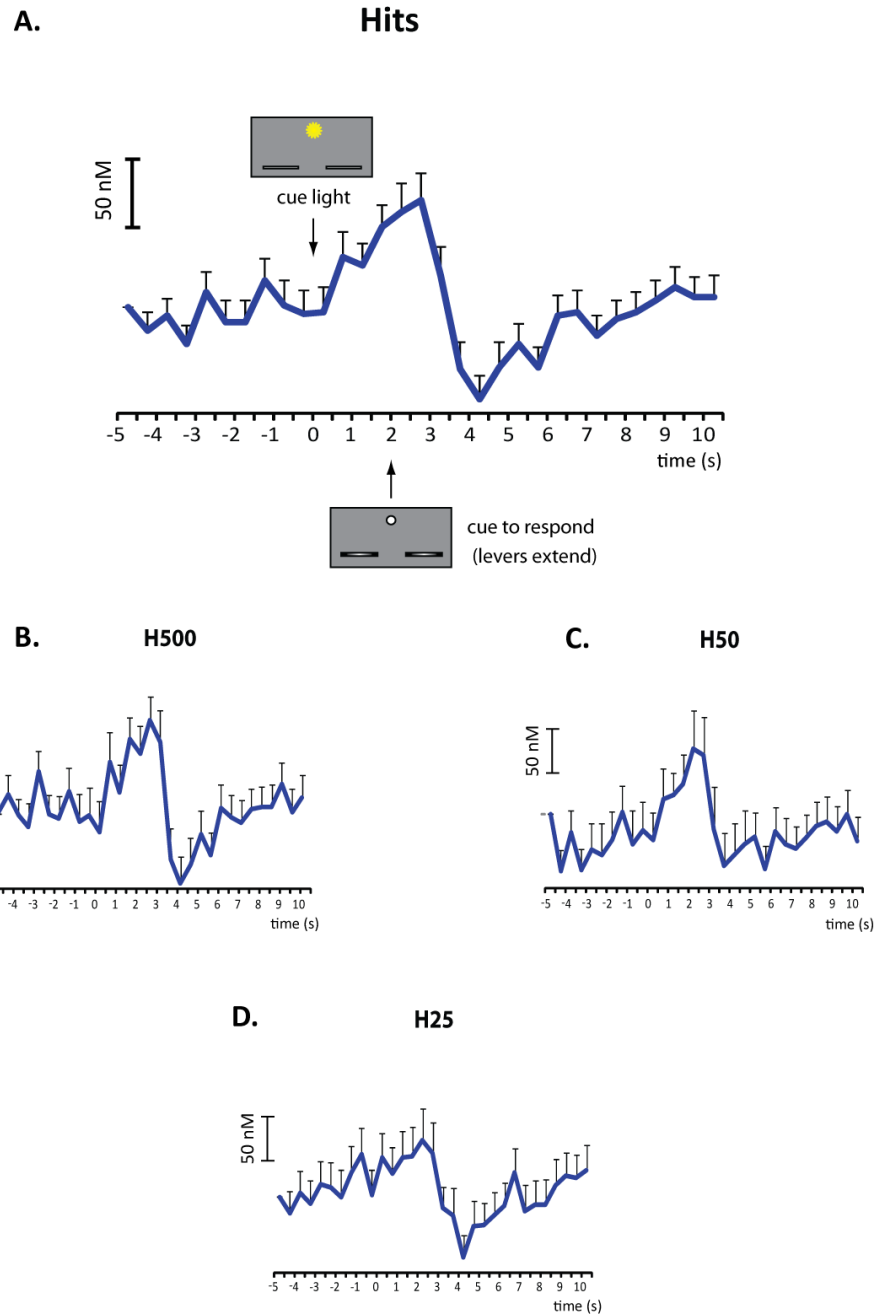 A.
Hits
50 nM
cue light
-5 -4 -3 -2 -1 0 1 2 3 4 5 6 7 8 9 10
time (s)
cue to respond
(levers extend)
B.
H500
-4 -3 -2 -1 0 1 2 3 4 5 6 7 8 9 10
time (s)
C.
H50
50 nM
-5 -4 -3 -2 -1 0 1 2 3 4 5 6 7 8 9 10
time (s)
D.
H25
50 nM
-5 -4 -3 -2 -1 0 1 2 3 4 5 6 7 8 9 10
time (s)